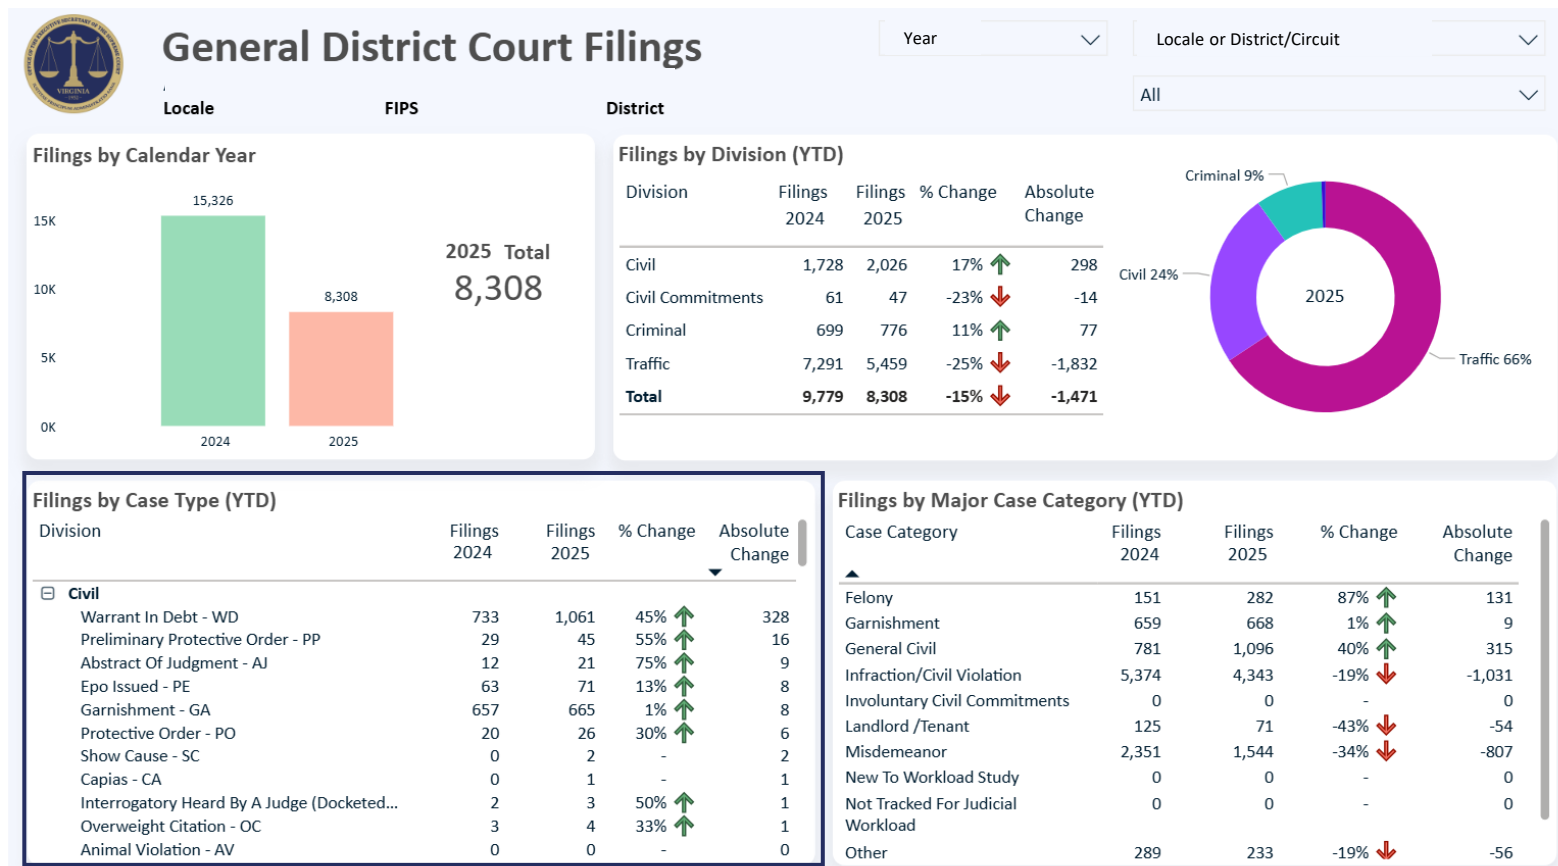 General District Court Filings
Year
Locale or District/Circuit
All
Locale FIPS District
VIRGINIA
Filings by Calendar Year
15,326
15K
10K
8,308
5K
0K
2024 2025
2025 Total
8,308
Filings by Division (YTD)
Division Filings 2024 Filings 2025 % Change Absolute Change
Civil 1,728 2,026 17% 298
Civil Commitments 61 47 -23% -14
Criminal 699 776 11% 77
Traffic 7,291 5,459 -25% -1,832
Total 9,779 8,308 -15% -1,471
Criminal 9%
Civil 24%
2025
Traffic 66%
Filings by Case Type (YTD)
Division Filings 2024 Filings 2025 % Change Absolute Change
Civil
Warrant In Debt - WD 733 1,061 45% 328
Preliminary Protective Order - PP 29 45 55% 16
Abstract Of Judgment - AJ 12 21 75% 9
Epo Issued - PE 63 71 13% 8
Garnishment - GA 657 665 1% 8
Protective Order - PO 20 26 30% 6
Show Cause - SC 0 2 - 2
Capias - CA 0 1 - 1
Interrogatory Heard By A Judge (Docketed... 2 3 50% 1
Overweight Citation - OC 3 4 33% 1
Animal Violation - AV 0 0 - 0
Filings by Major Case Category (YTD)
Case Category Filings 2024 Filings 2025 % Change Absolute Change
Felony 151 282 87% 131
Garnishment 659 668 1% 9
General Civil 781 1,096 40% 315
Infraction/Civil Violation 5,374 4,343 -19% -1,031
Involuntary Civil Commitments 0 0 - 0
Landlord /Tenant 125 71 -43% -54
Misdemeanor 2,351 1,544 -34% -807
New To Workload Study 0 0 - 0
Not Tracked For Judicial Workload 0 0 - 0
Other 289 233 -19% -56